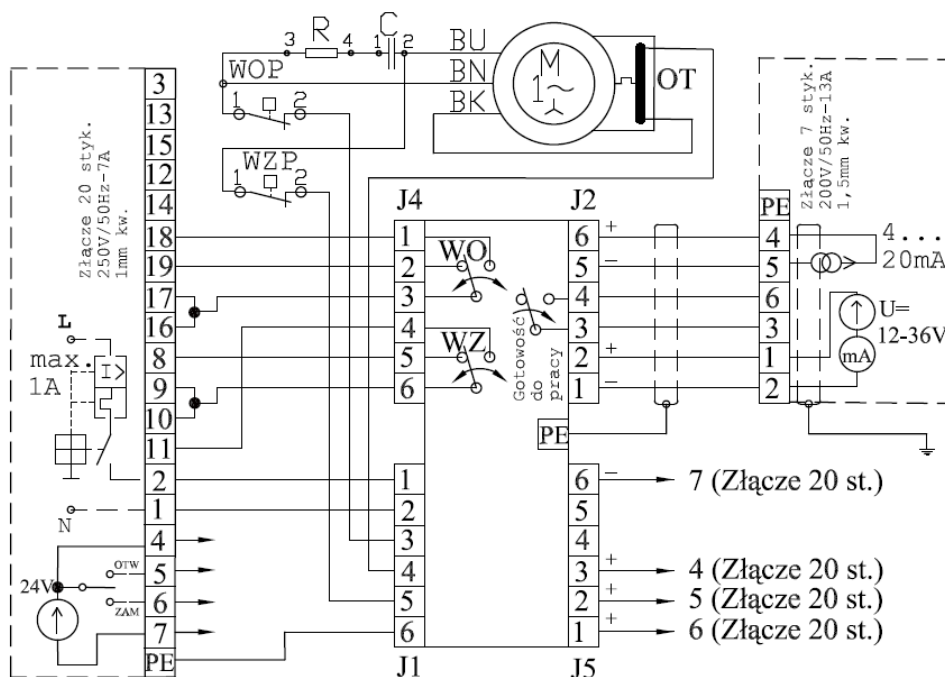 3
R
4
1
C
2
BU
BN
BK
M
1~
OT
WOP
1
2
WZP
1
2
Złącze 20 styk.
250V/50Hz-7A
1mm kw.
3
13
15
12
14
18
19
17
16
8
9
10
11
2
1
4
5
6
7
PE
L
max.
1A
I>
N
24V
OTW
ZAM
J4
1
2
3
4
5
6
WO
WZ
Gotowość
do
pracy
J2
6 +
5 −
4
3
2 +
1 −
PE
Złącze 7 styk.
200V/50Hz-13A
1,5mm kw.
PE
4
5
6
3
1
2
4...
20mA
U=
12-36V
mA
1
2
3
4
5
6
J1
6 − 7 (Złącze 20 st.)
5
4
3 + 4 (Złącze 20 st.)
2 + 5 (Złącze 20 st.)
1 + 6 (Złącze 20 st.)
J5